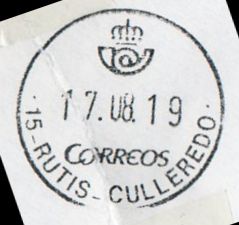 17.08.19
CORREOS
·15-RUTIS-CULLEREDO·